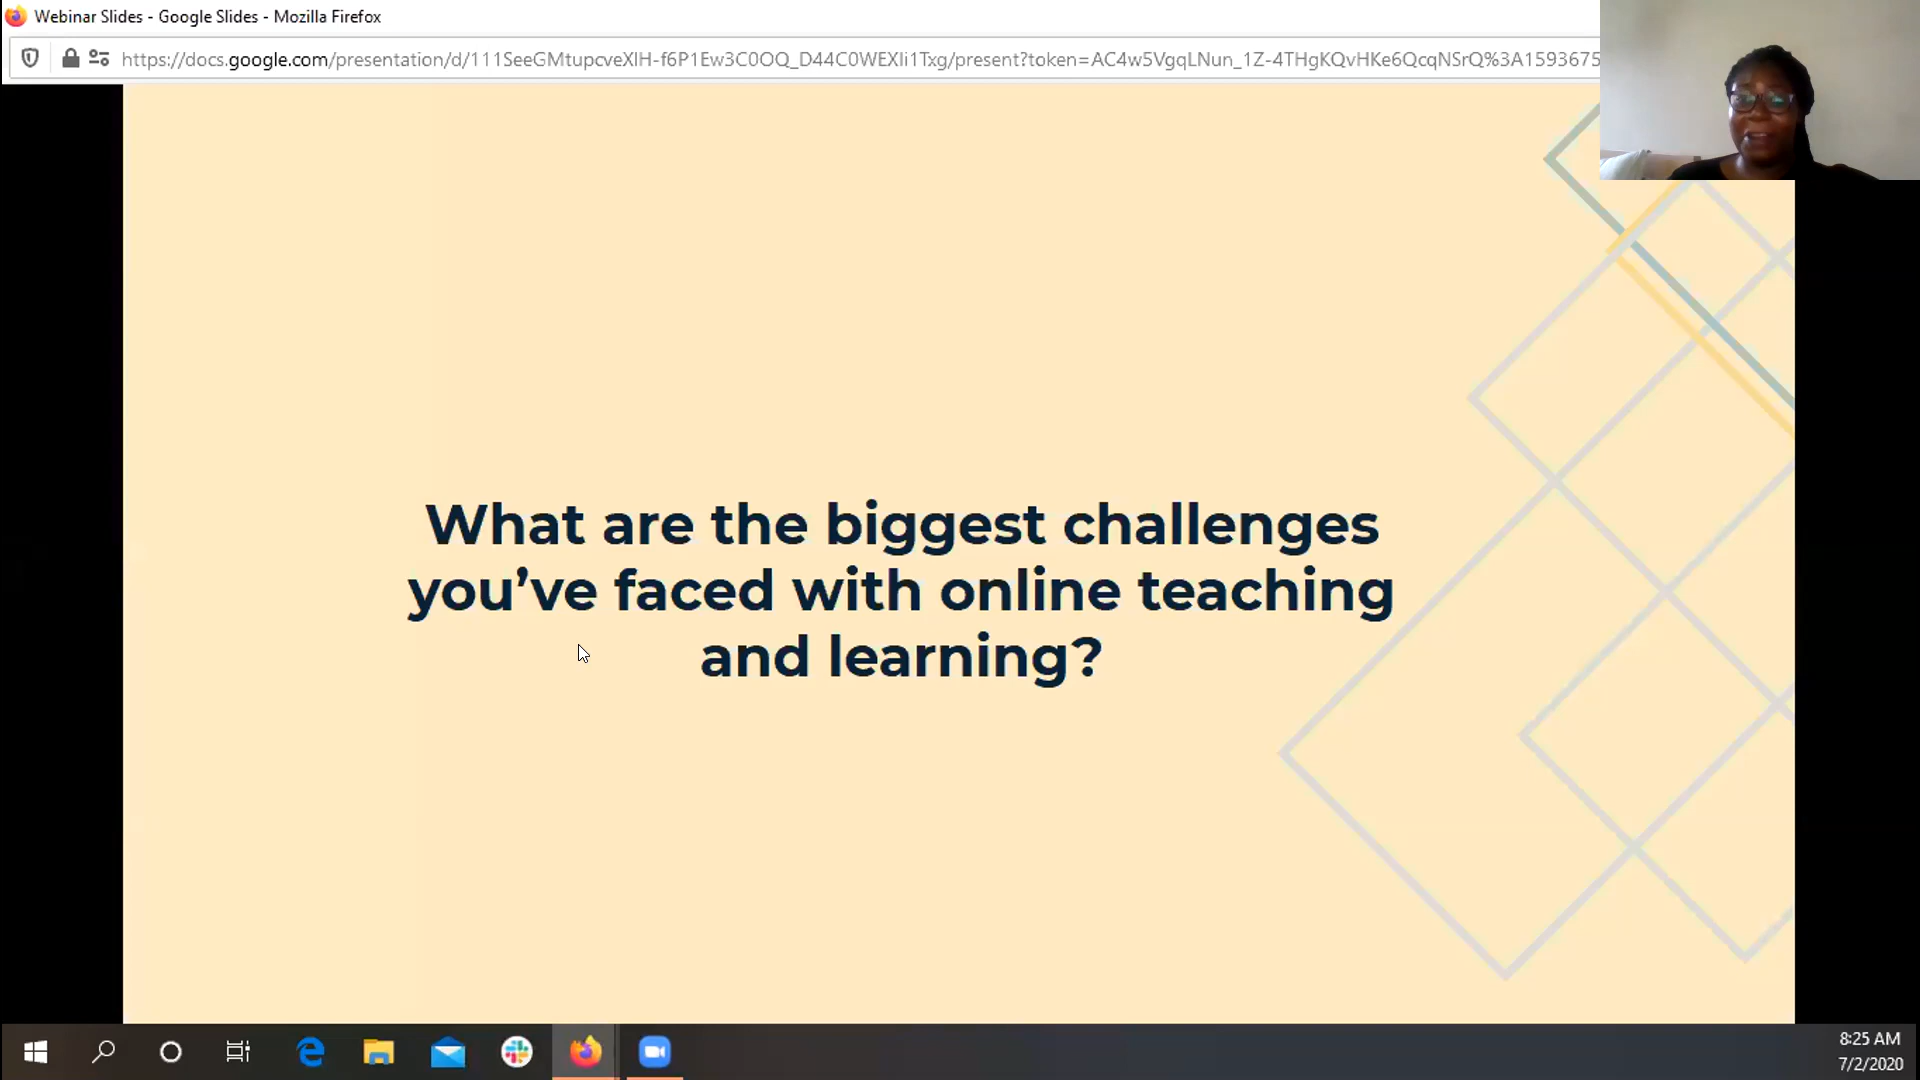 Webinar Slides - Google Slides - Mozilla Firefox
https://docs.google.com/presentation/d/111SeeGMtupcveXlH-f6P1Ew3C0OQ_D44C0WEXli1Txg/present?token=AC4w5VgqLNun_1Z-4THgKQvHKe6QcqNSrQ%3A1593675
What are the biggest challenges
you’ve faced with online teaching
and learning?
8:25 AM
7/2/2020